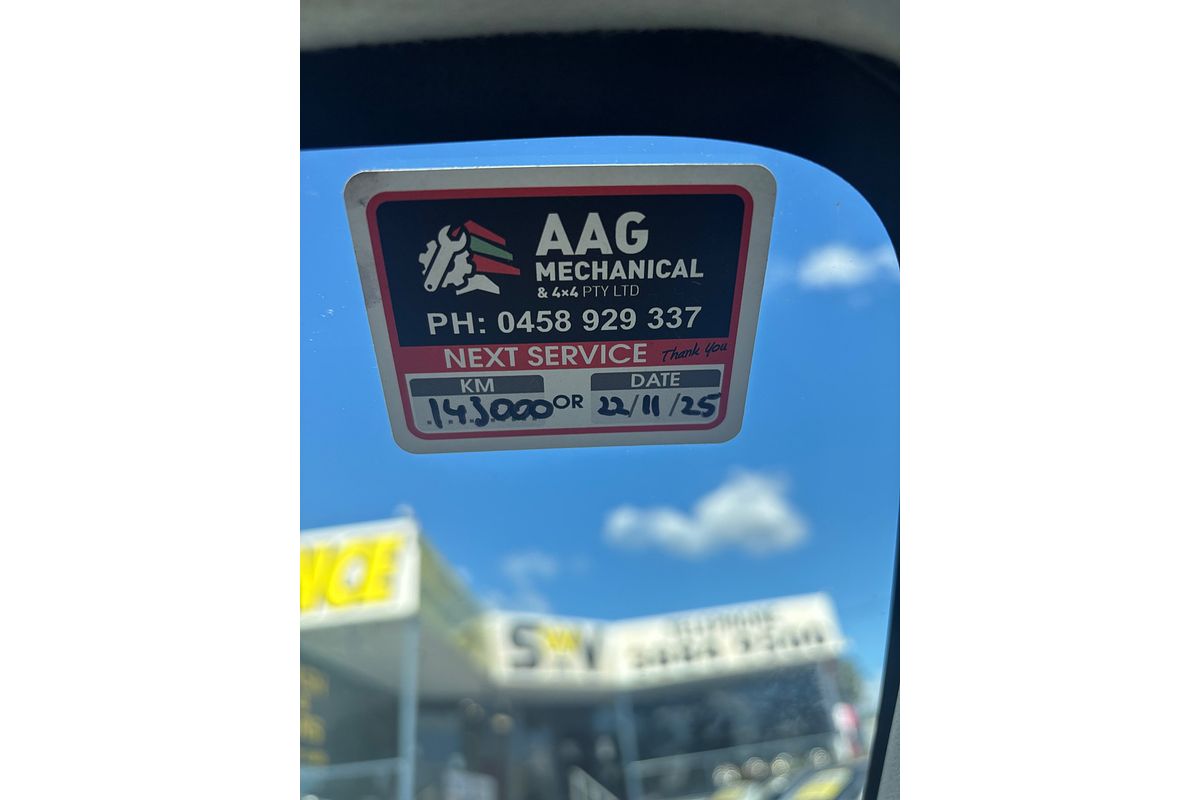 AAG
MECHANICAL
& 4x4 PTY LTD
PH: 0458 929 337
NEXT SERVICE Thank You
KM DATE
143000 OR 22/11/25